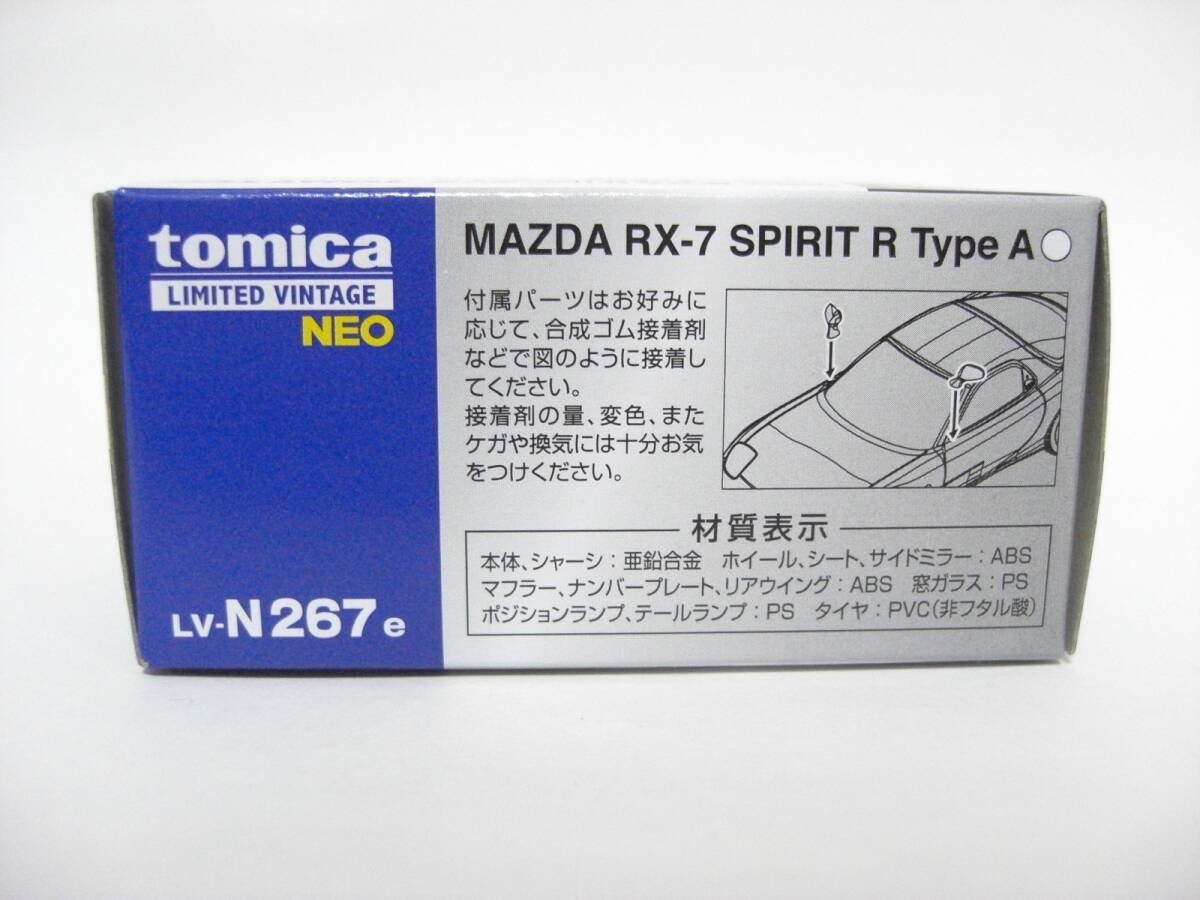 tomica
LIMITED VINTAGE
NEO
LV-N267e
MAZDA RX-7 SPIRIT R Type A
付属パーツはお好みに
応じて、合成ゴム接着剤
などで図のように接着し
てください。
接着剤の量、変色、また
ケガや換気には十分お気
をつけください。
材質表示
本体、シャーシ：亜鉛合金 ホイール、シート、サイドミラー：ABS
マフラー、ナンバープレート、リアウイング：ABS 窓ガラス：PS
ポジションランプ、テールランプ：PS タイヤ：PVC(非フタル酸)